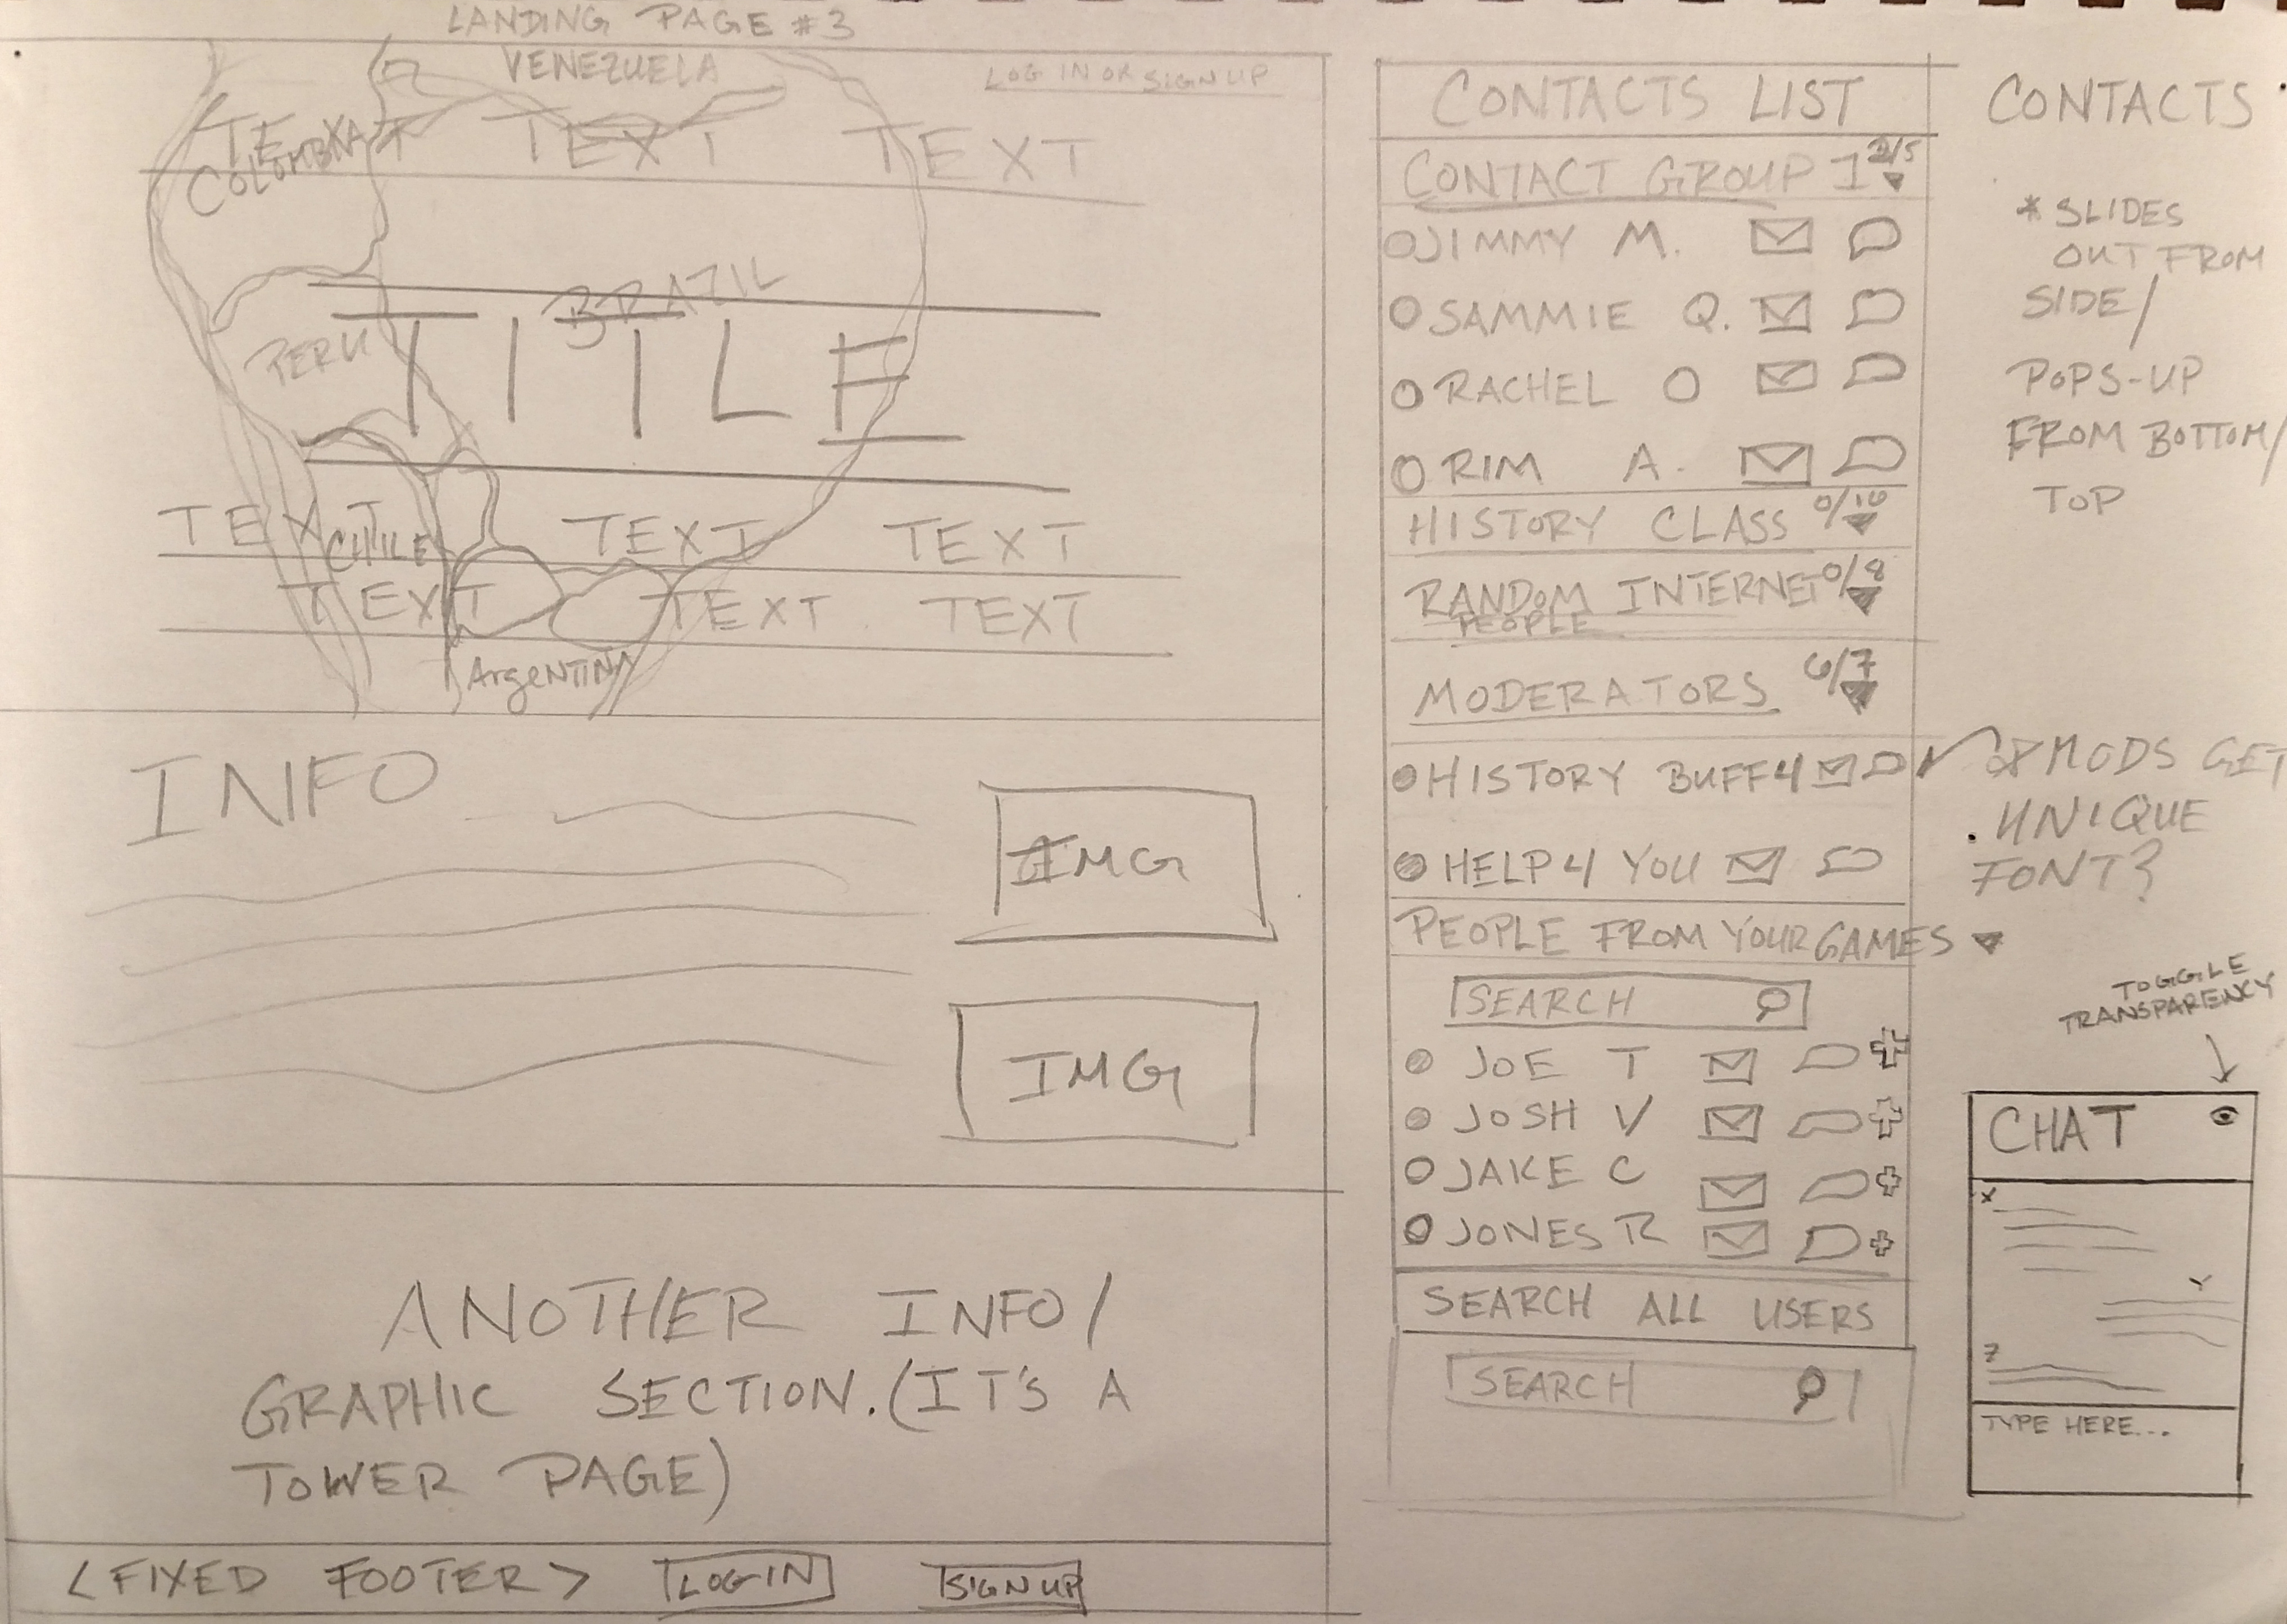 LANDING PAGE #3
VENEZUELA
LOG IN OR SIGN UP
TEXT TEXT TEXT
COLOMBIA
BRAZIL
PERU
TITLE
TEXT TEXT TEXT
CHILE
TEXT TEXT TEXT
ArgeNTINA
INFO
IMG
IMG
ANOTHER INFO/
GRAPHIC SECTION. (IT'S A
TOWER PAGE)
<FIXED FOOTER> LOGIN SIGN UP
CONTACTS LIST
CONTACT GROUP 1 2/5
JIMMY M.
SAMMIE Q.
RACHEL O
RIM A.
HISTORY CLASS 0/10
RANDOM INTERNET 0/8
PEOPLE
MODERATORS 6/7
HISTORY BUFF4
HELP4 YOU
PEOPLE FROM YOUR GAMES
SEARCH
JOE T
JOSH V
JAKE C
JONES R
SEARCH ALL USERS
SEARCH
CONTACTS
* SLIDES
OUT FROM
SIDE/
POPS-UP
FROM BOTTOM/
TOP
* MODS GET
UNIQUE
FONT?
TOGGLE
TRANSPARENCY
CHAT
X
Y
Z
TYPE HERE...